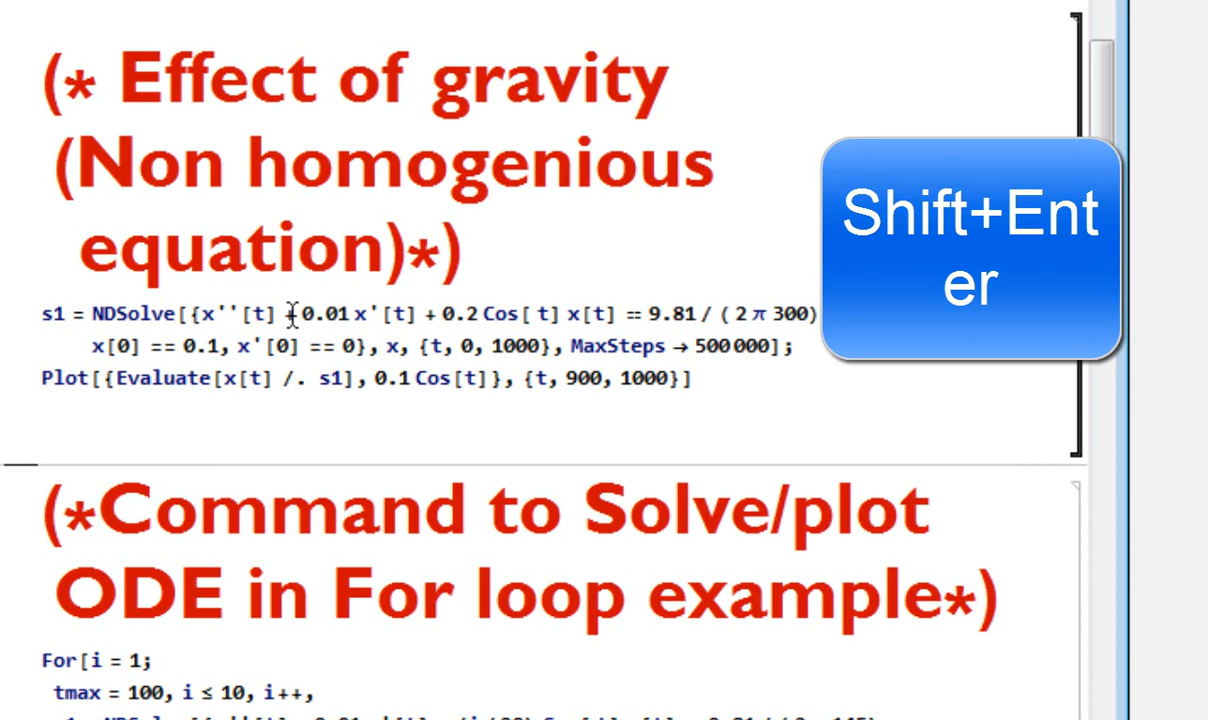 (* Effect of gravity
(Non homogenious
equation)*)
Shift+Ent
er
s1 = NDSolve[{x''[t] + 0.01 x'[t] + 0.2 Cos[ t] x[t] == 9.81 / ( 2 π 300)
x[0] == 0.1, x'[0] == 0}, x, {t, 0, 1000}, MaxSteps → 500000];
Plot[{Evaluate[x[t] /. s1], 0.1 Cos[t]}, {t, 900, 1000}]
(*Command to Solve/plot
ODE in For loop example*)
For[i = 1;
tmax = 100, i ≤ 10, i++,